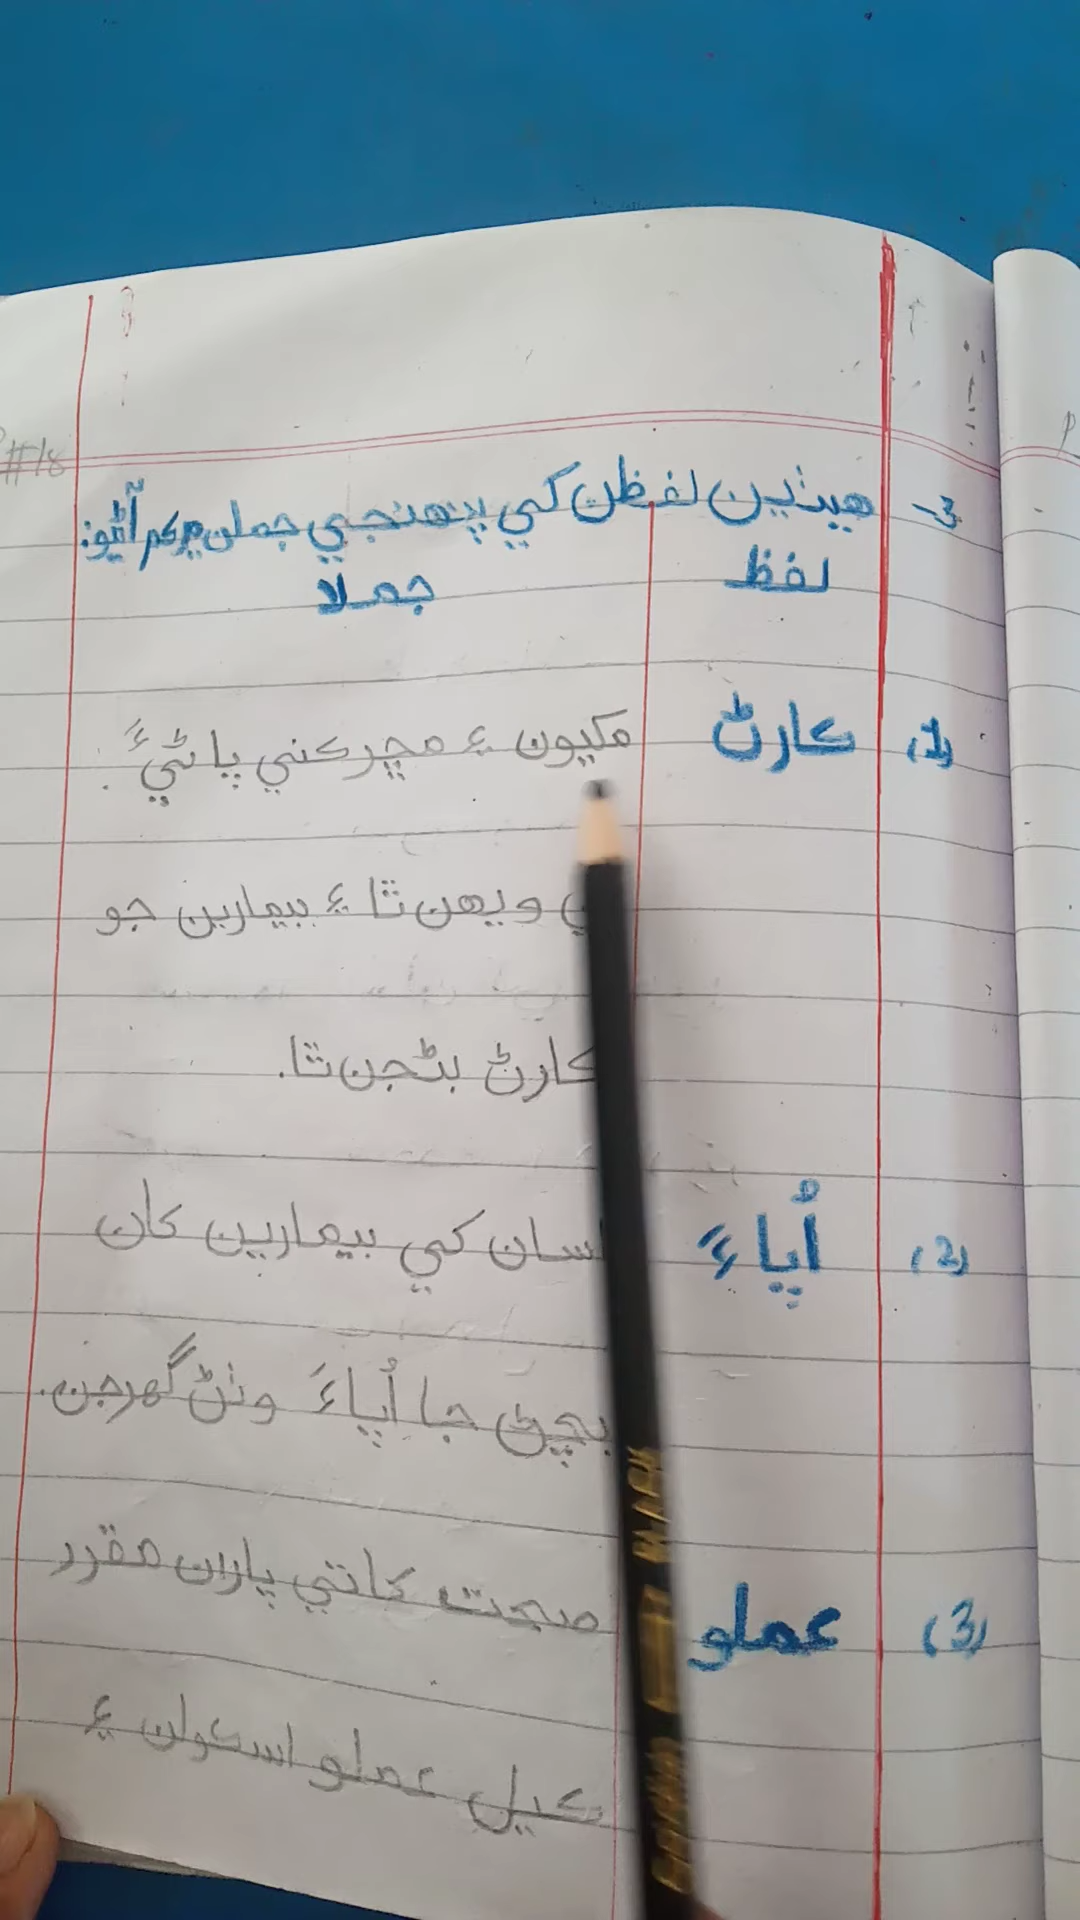 3- هيٺين لفظن کي پنهنجي جملن ۾ ڪم آڻيو:
لفظ جملا
(1) ڪارڻ مکيون ۽ مڇر ڪني پاڻيءَ
ي ويهن ٿا ۽ بيمارين جو
ڪارڻ بڻجن ٿا.
(2) اُپاءَ اسان کي بيمارين کان
بچڻ جا اُپاءَ وٺڻ گهرجن.
(3) عملو صحت کاتي پاران مقرر
ڪيل عملو اسڪولن ۽